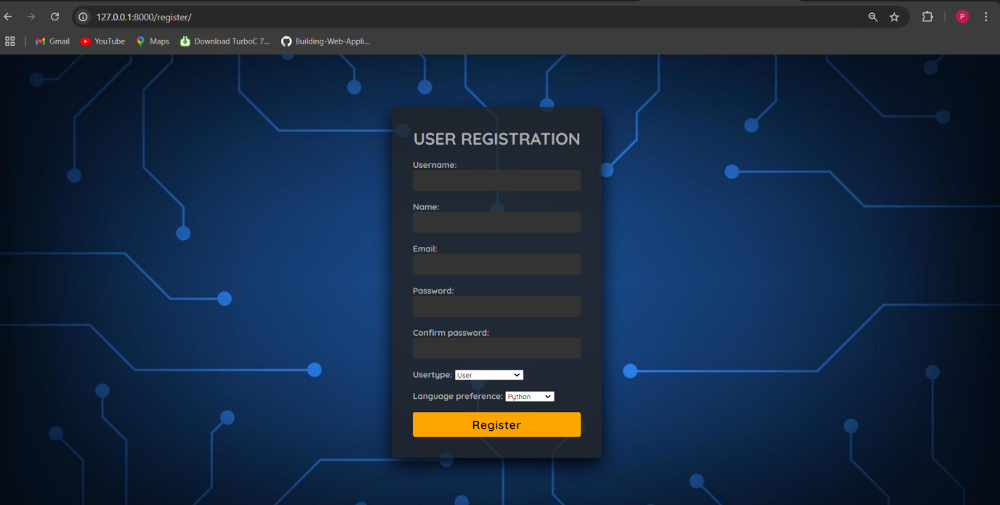 127.0.0.1:8000/register/
P
Gmail YouTube Maps Download TurboC 7... Building-Web-Appli...
USER REGISTRATION
Username:
Name:
Email:
Password:
Confirm password:
Usertype: User
Language preference: Python
Register